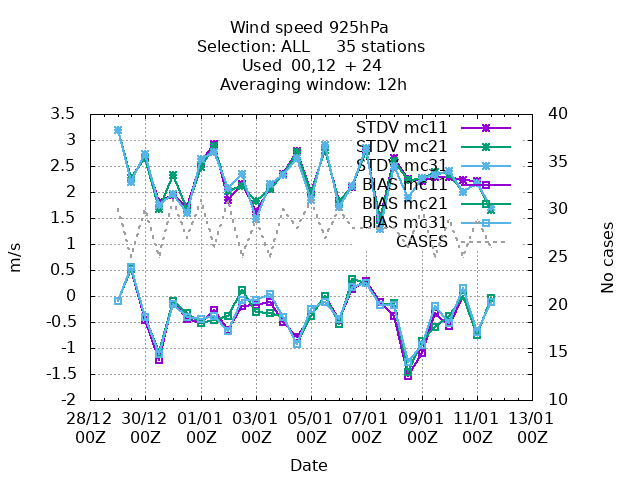 Wind speed 925hPa
Selection: ALL 35 stations
Used 00,12 + 24
Averaging window: 12h
3.5
3
2.5
2
1.5
1
0.5
0
-0.5
-1
-1.5
-2
m/s
40
35
30
25
20
15
10
No cases
STDV mc11
STDV mc21
STDV mc31
BIAS mc11
BIAS mc21
BIAS mc31
CASES
28/12 30/12 01/01 03/01 05/01 07/01 09/01 11/01 13/01
00Z 00Z 00Z 00Z 00Z 00Z 00Z 00Z 00Z
Date